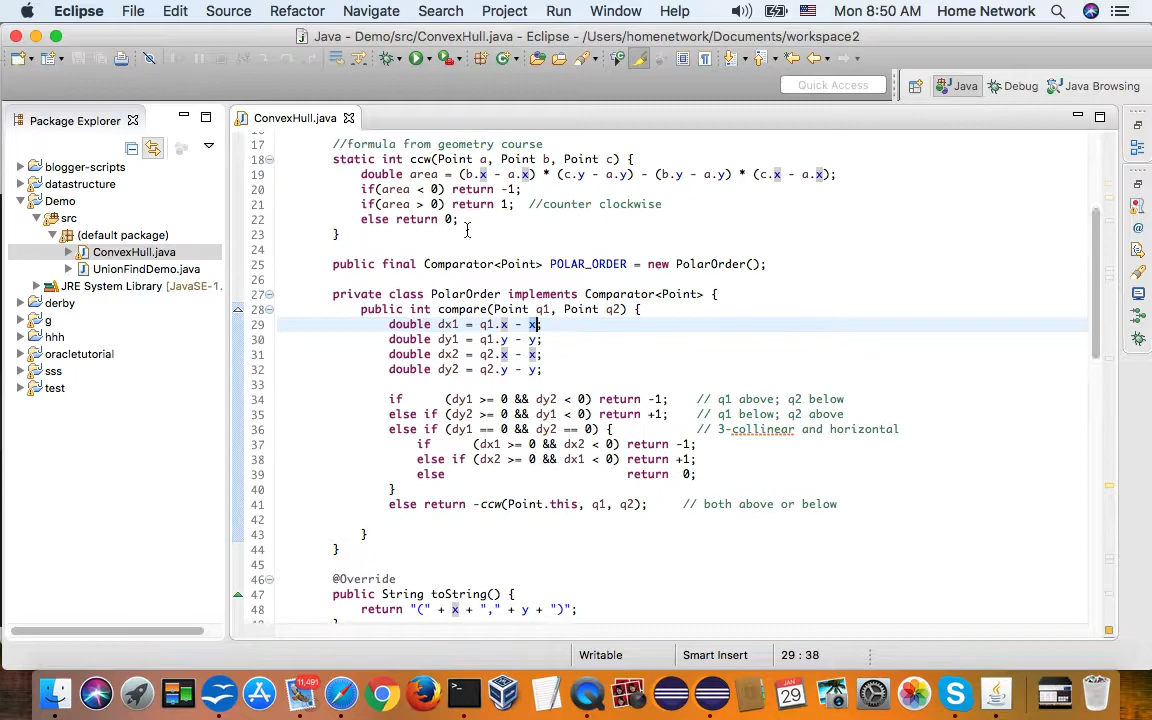 Eclipse File Edit Source Refactor Navigate Search Project Run Window Help Mon 8:50 AM Home Network
Java - Demo/src/ConvexHull.java - Eclipse - /Users/homenetwork/Documents/workspace2
Quick Access Java Debug Java Browsing
Package Explorer
blogger-scripts
datastructure
Demo
src
(default package)
ConvexHull.java
UnionFindDemo.java
JRE System Library [JavaSE-1.
derby
g
hhh
oracletutorial
sss
test
ConvexHull.java
17 //formula from geometry course
18 static int ccw(Point a, Point b, Point c) {
19 double area = (b.x - a.x) * (c.y - a.y) - (b.y - a.y) * (c.x - a.x);
20 if(area < 0) return -1;
21 if(area > 0) return 1; //counter clockwise
22 else return 0;
23 }
24
25 public final Comparator<Point> POLAR_ORDER = new PolarOrder();
26
27 private class PolarOrder implements Comparator<Point> {
28 public int compare(Point q1, Point q2) {
29 double dx1 = q1.x - x;
30 double dy1 = q1.y - y;
31 double dx2 = q2.x - x;
32 double dy2 = q2.y - y;
33
34 if (dy1 >= 0 && dy2 < 0) return -1; // q1 above; q2 below
35 else if (dy2 >= 0 && dy1 < 0) return +1; // q1 below; q2 above
36 else if (dy1 == 0 && dy2 == 0) { // 3-collinear and horizontal
37 if (dx1 >= 0 && dx2 < 0) return -1;
38 else if (dx2 >= 0 && dx1 < 0) return +1;
39 else return 0;
40 }
41 else return -ccw(Point.this, q1, q2); // both above or below
42
43 }
44 }
45
46 @Override
47 public String toString() {
48 return "(" + x + "," + y + ")";
Writable Smart Insert 29 : 38
11,491
JAN
29